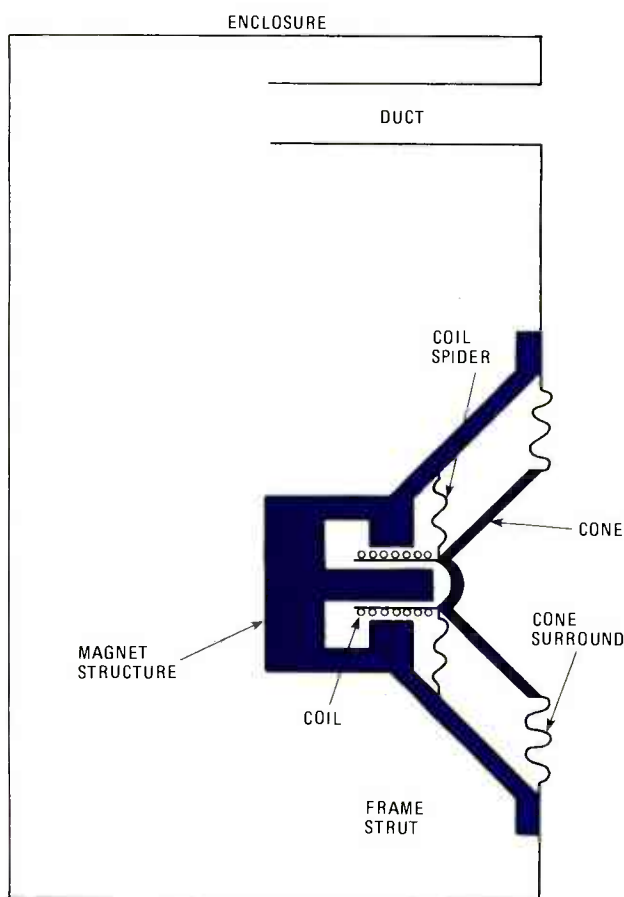 ENCLOSURE
DUCT
COIL
SPIDER
CONE
CONE
SURROUND
MAGNET
STRUCTURE
COIL
FRAME
STRUT